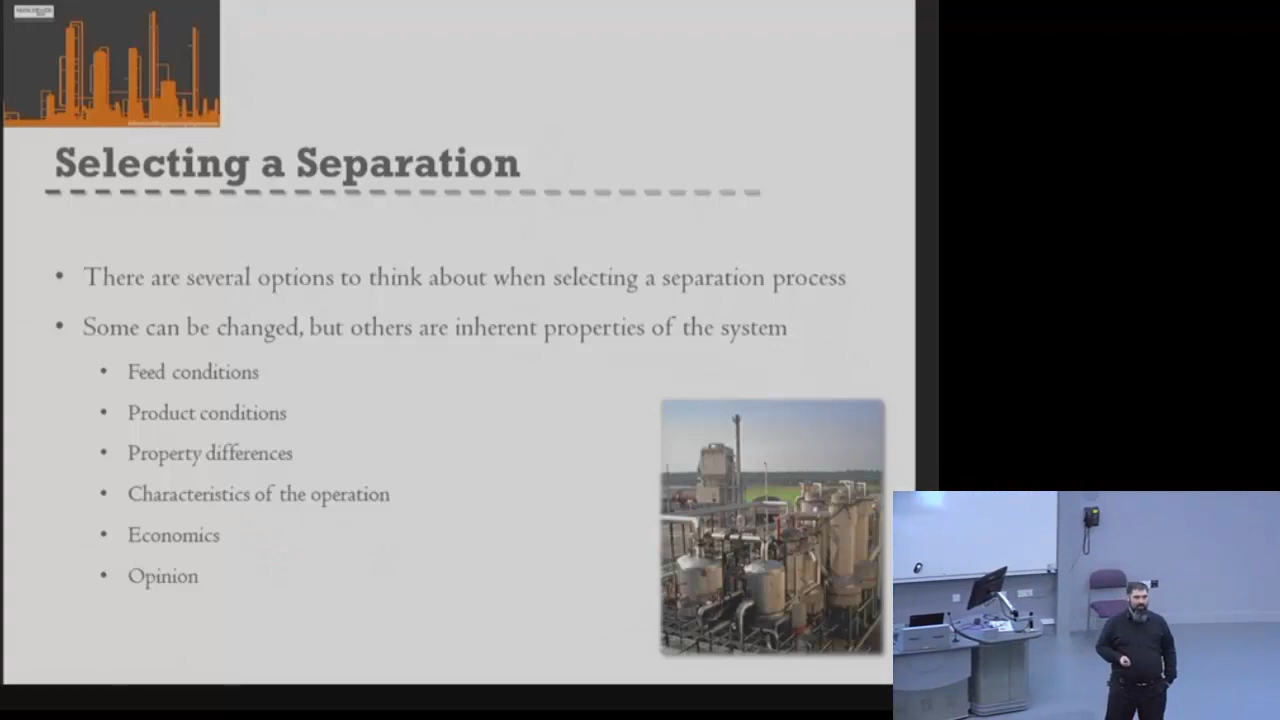 Selecting a Separation
• There are several options to think about when selecting a separation process
• Some can be changed, but others are inherent properties of the system
• Feed conditions
• Product conditions
• Property differences
• Characteristics of the operation
• Economics
• Opinion